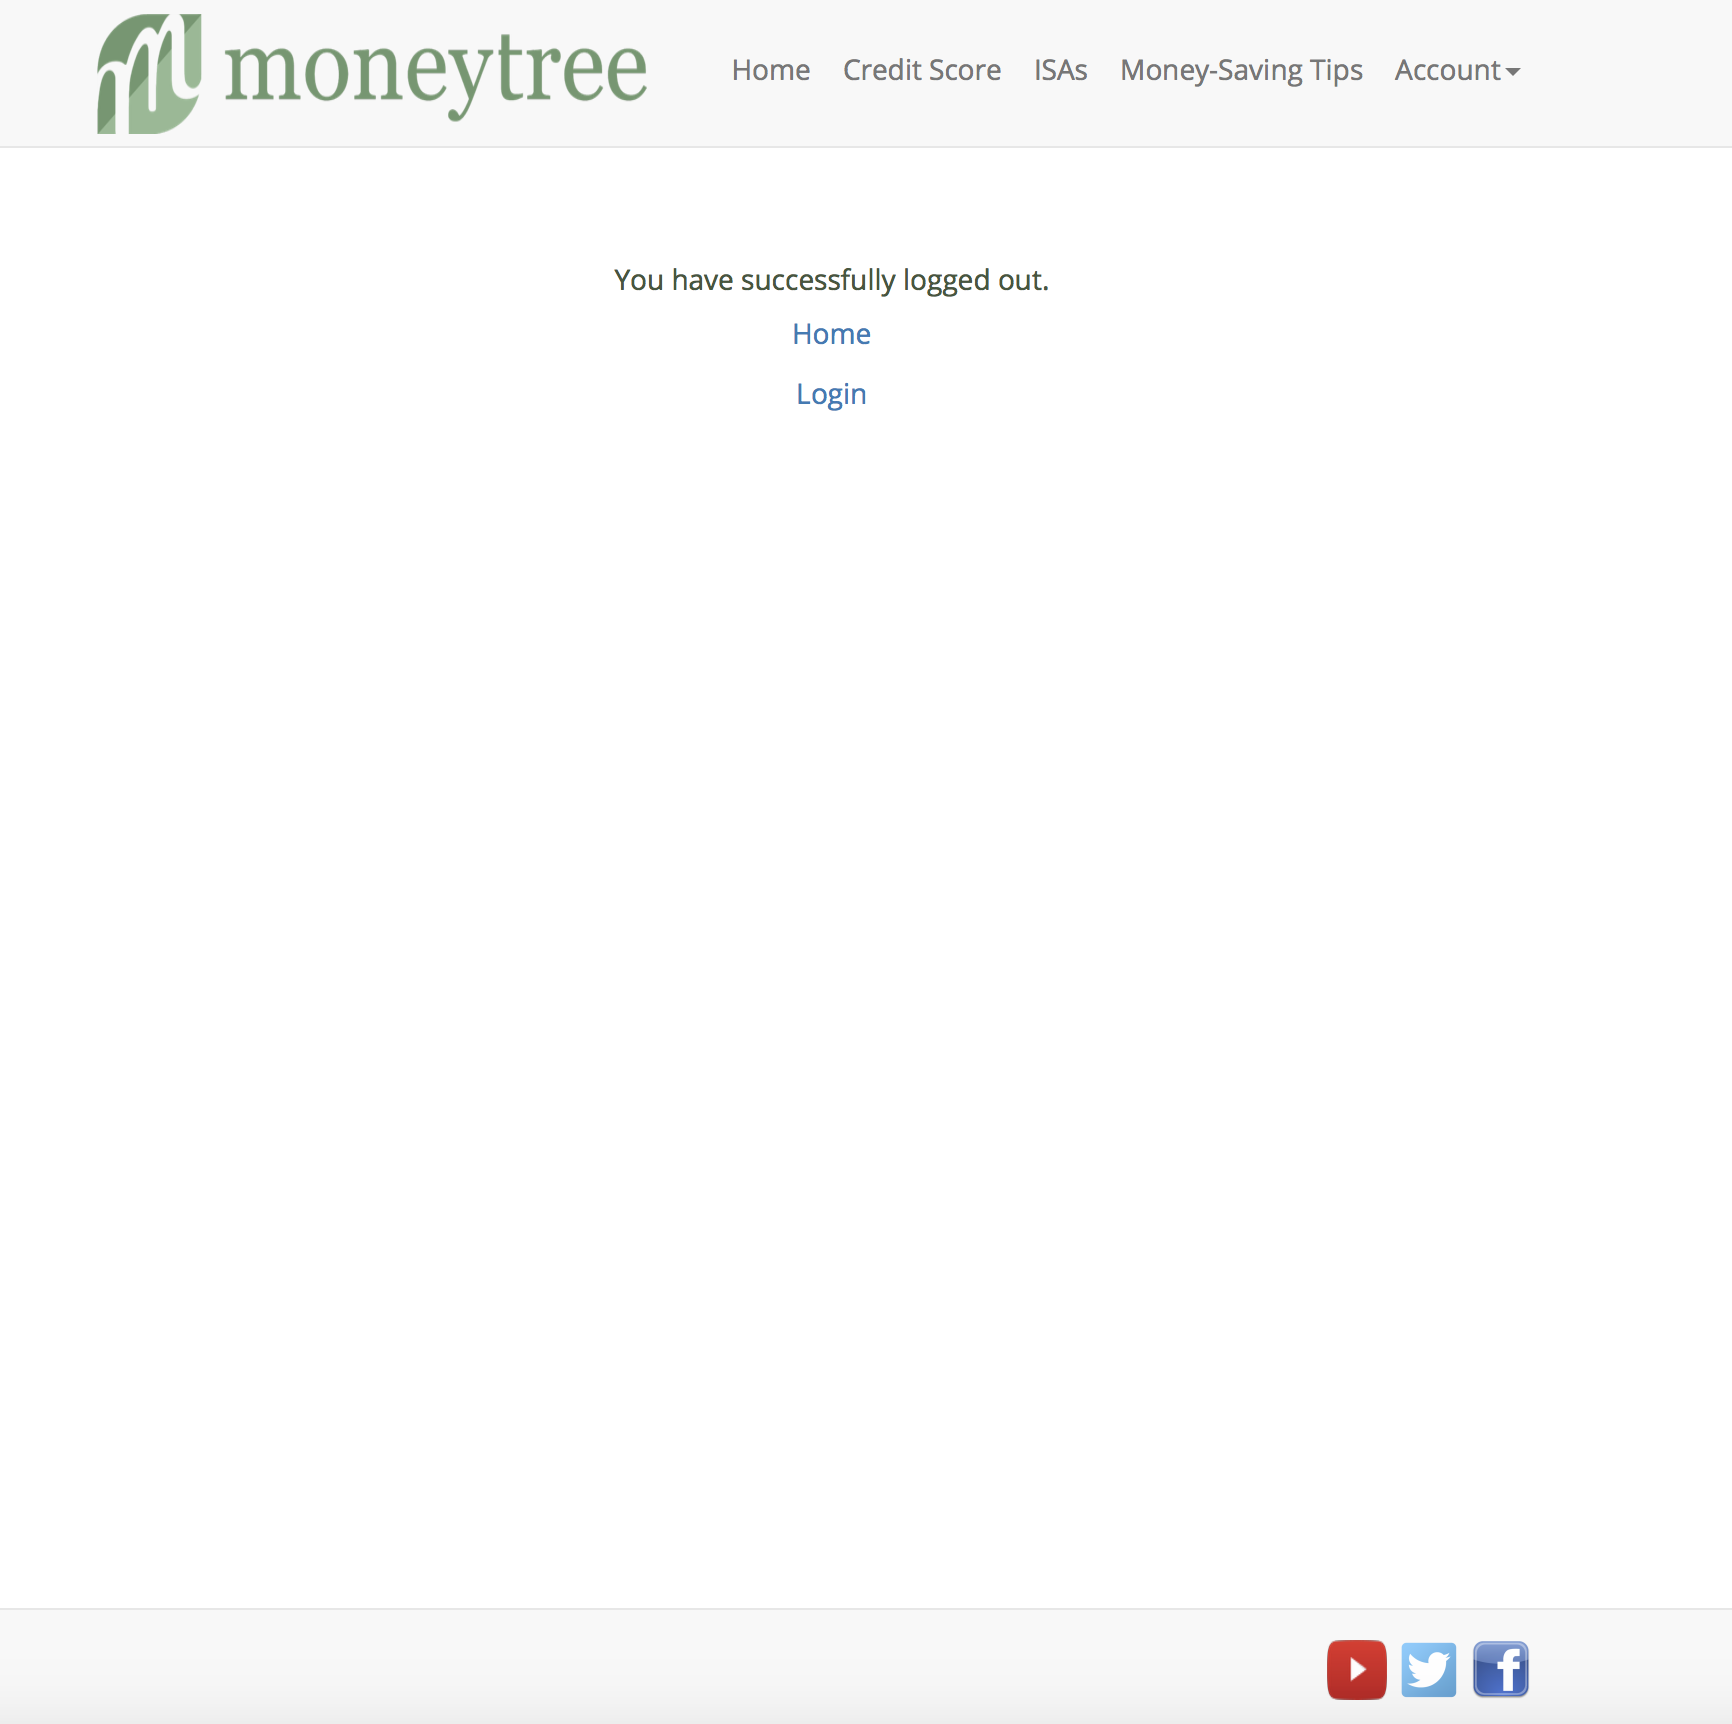 moneytree
Home Credit Score ISAs Money-Saving Tips Account
You have successfully logged out.
Home
Login